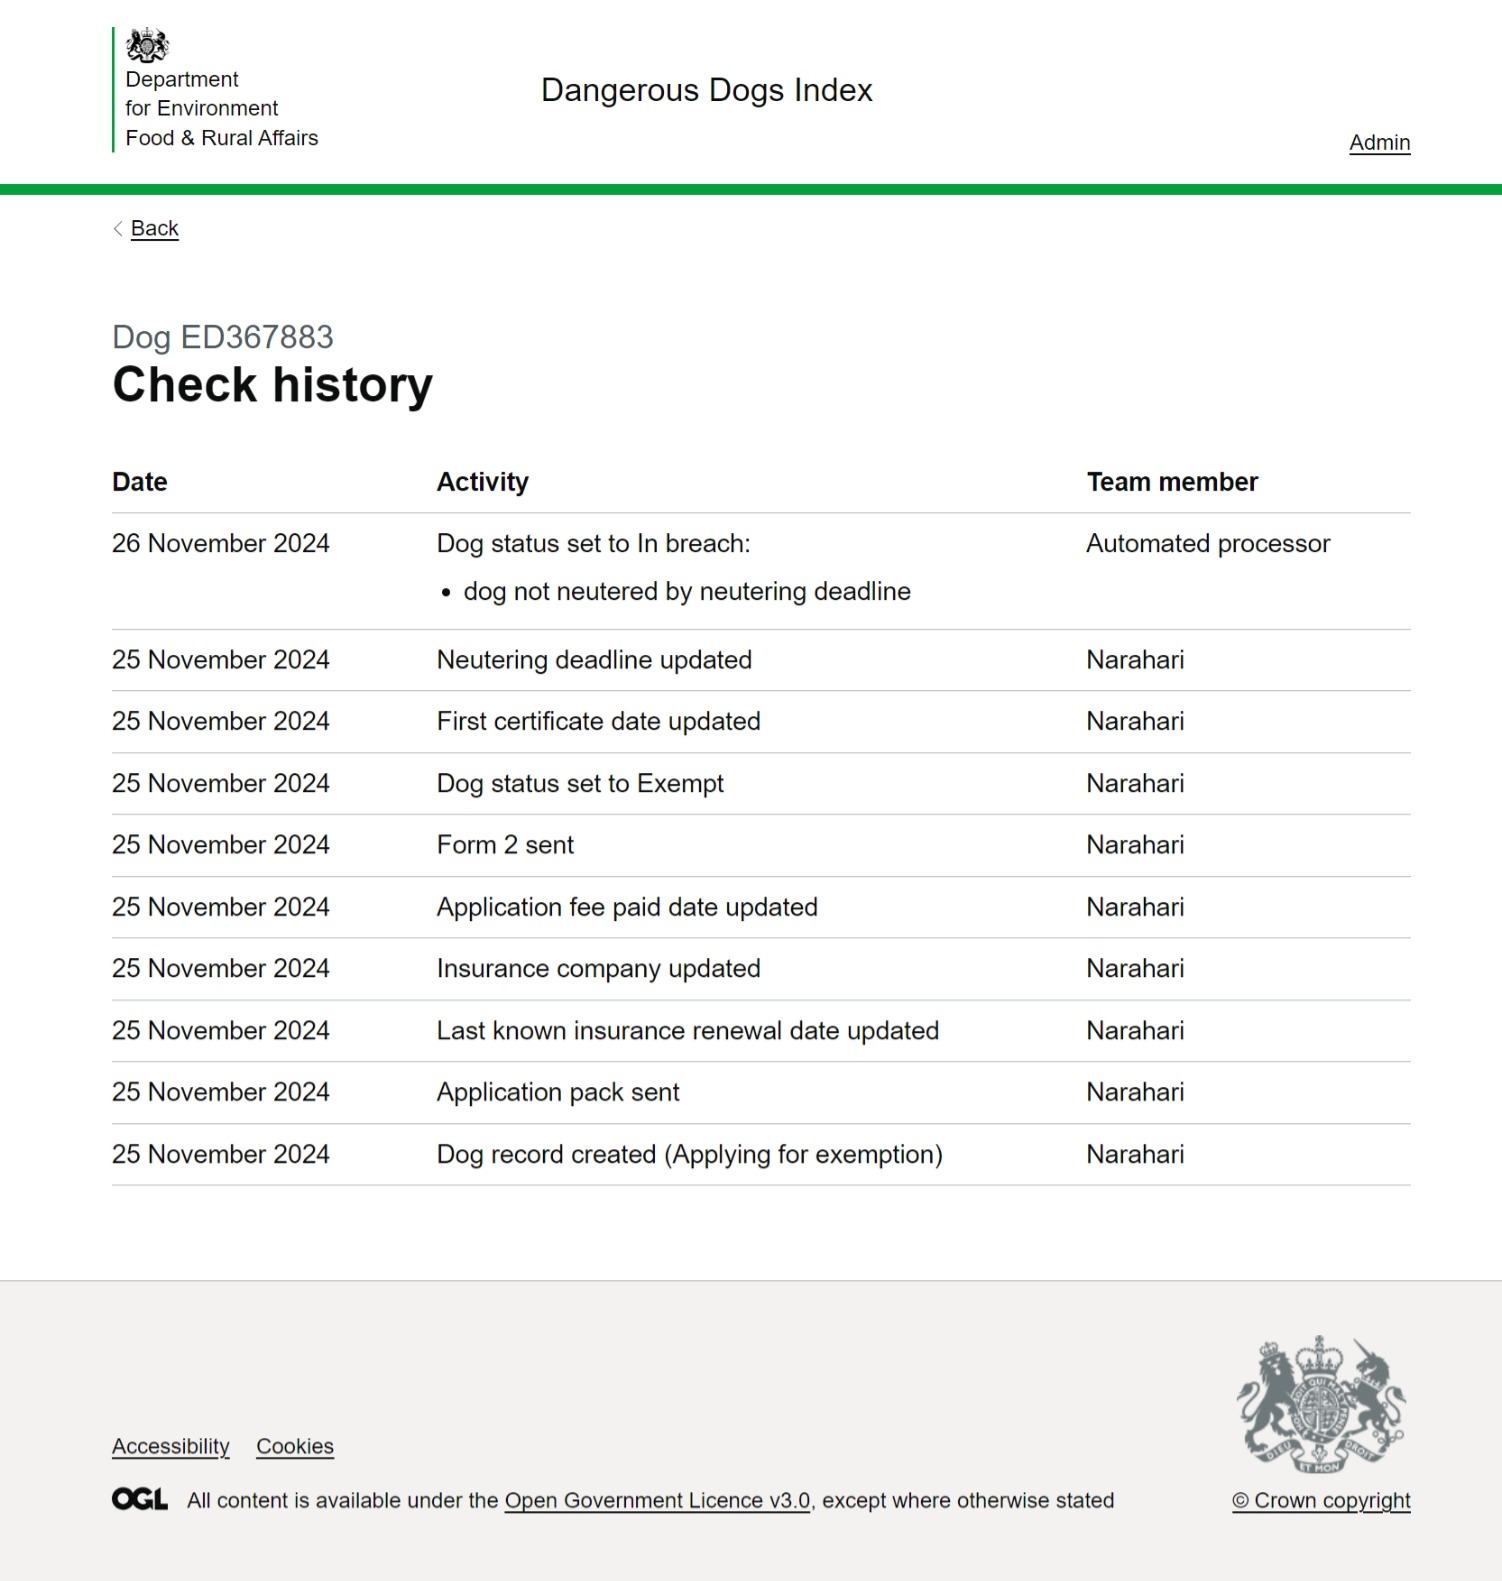 Department
for Environment
Food & Rural Affairs
Dangerous Dogs Index
Admin
Back
Dog ED367883
Check history
Date Activity Team member
26 November 2024 Dog status set to In breach: Automated processor
• dog not neutered by neutering deadline
25 November 2024 Neutering deadline updated Narahari
25 November 2024 First certificate date updated Narahari
25 November 2024 Dog status set to Exempt Narahari
25 November 2024 Form 2 sent Narahari
25 November 2024 Application fee paid date updated Narahari
25 November 2024 Insurance company updated Narahari
25 November 2024 Last known insurance renewal date updated Narahari
25 November 2024 Application pack sent Narahari
25 November 2024 Dog record created (Applying for exemption) Narahari
DIEU ET MON DROIT
Accessibility Cookies
OGL All content is available under the Open Government Licence v3.0, except where otherwise stated © Crown copyright